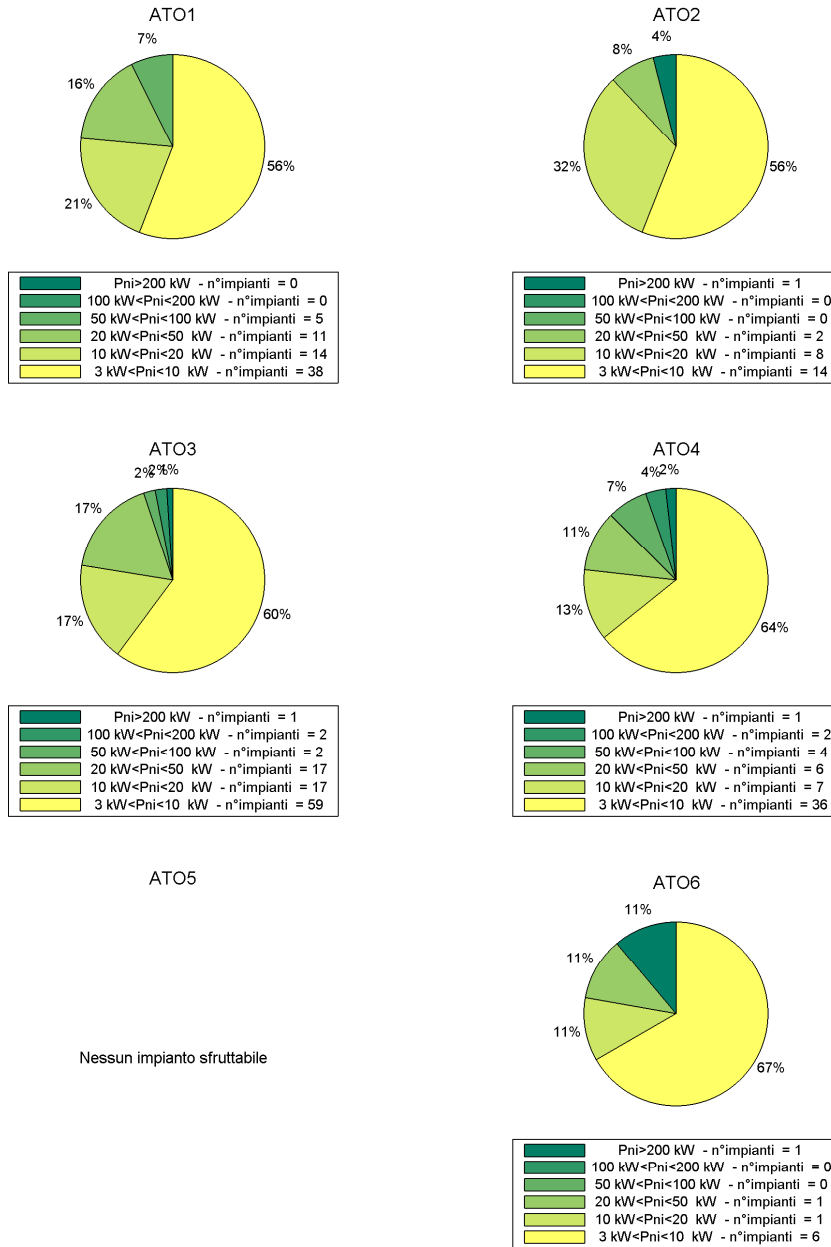 ATO1
7%
16%
21%
56%
Pni>200 kW - n°impianti = 0
100 kW<Pni<200 kW - n°impianti = 0
50 kW<Pni<100 kW - n°impianti = 5
20 kW<Pni<50 kW - n°impianti = 11
10 kW<Pni<20 kW - n°impianti = 14
3 kW<Pni<10 kW - n°impianti = 38
ATO2
4%
8%
32%
56%
Pni>200 kW - n°impianti = 1
100 kW<Pni<200 kW - n°impianti = 0
50 kW<Pni<100 kW - n°impianti = 0
20 kW<Pni<50 kW - n°impianti = 2
10 kW<Pni<20 kW - n°impianti = 8
3 kW<Pni<10 kW - n°impianti = 14
ATO3
2% 2% 1%
17%
17%
60%
Pni>200 kW - n°impianti = 1
100 kW<Pni<200 kW - n°impianti = 2
50 kW<Pni<100 kW - n°impianti = 2
20 kW<Pni<50 kW - n°impianti = 17
10 kW<Pni<20 kW - n°impianti = 17
3 kW<Pni<10 kW - n°impianti = 59
ATO4
4% 2%
7%
11%
13%
64%
Pni>200 kW - n°impianti = 1
100 kW<Pni<200 kW - n°impianti = 2
50 kW<Pni<100 kW - n°impianti = 4
20 kW<Pni<50 kW - n°impianti = 6
10 kW<Pni<20 kW - n°impianti = 7
3 kW<Pni<10 kW - n°impianti = 36
ATO5
Nessun impianto sfruttabile
ATO6
11%
11%
11%
67%
Pni>200 kW - n°impianti = 1
100 kW<Pni<200 kW - n°impianti = 0
50 kW<Pni<100 kW - n°impianti = 0
20 kW<Pni<50 kW - n°impianti = 1
10 kW<Pni<20 kW - n°impianti = 1
3 kW<Pni<10 kW - n°impianti = 6